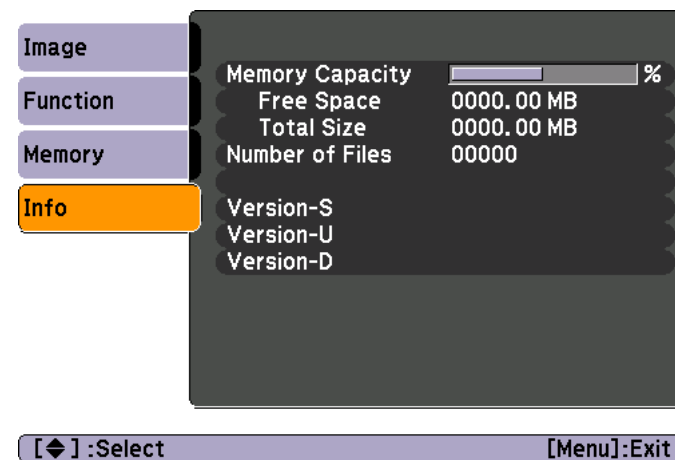 Image
Function
Memory
Info
Memory Capacity %
Free Space 0000.00 MB
Total Size 0000.00 MB
Number of Files 00000
Version-S
Version-U
Version-D
[◆] :Select [Menu]:Exit